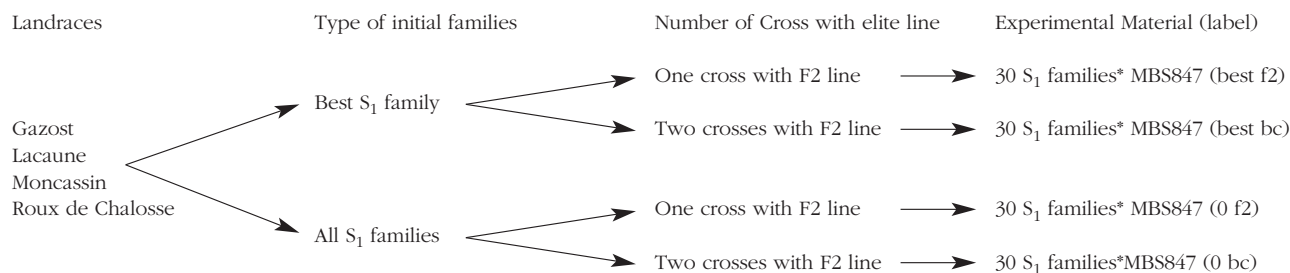 Landraces
Type of initial families
Number of Cross with elite line
Experimental Material (label)
Gazost
Lacaune
Moncassin
Roux de Chalosse
Best S₁ family
One cross with F2 line
30 S₁ families* MBS847 (best f2)
Two crosses with F2 line
30 S₁ families* MBS847 (best bc)
All S₁ families
One cross with F2 line
30 S₁ families* MBS847 (0 f2)
Two crosses with F2 line
30 S₁ families*MBS847 (0 bc)